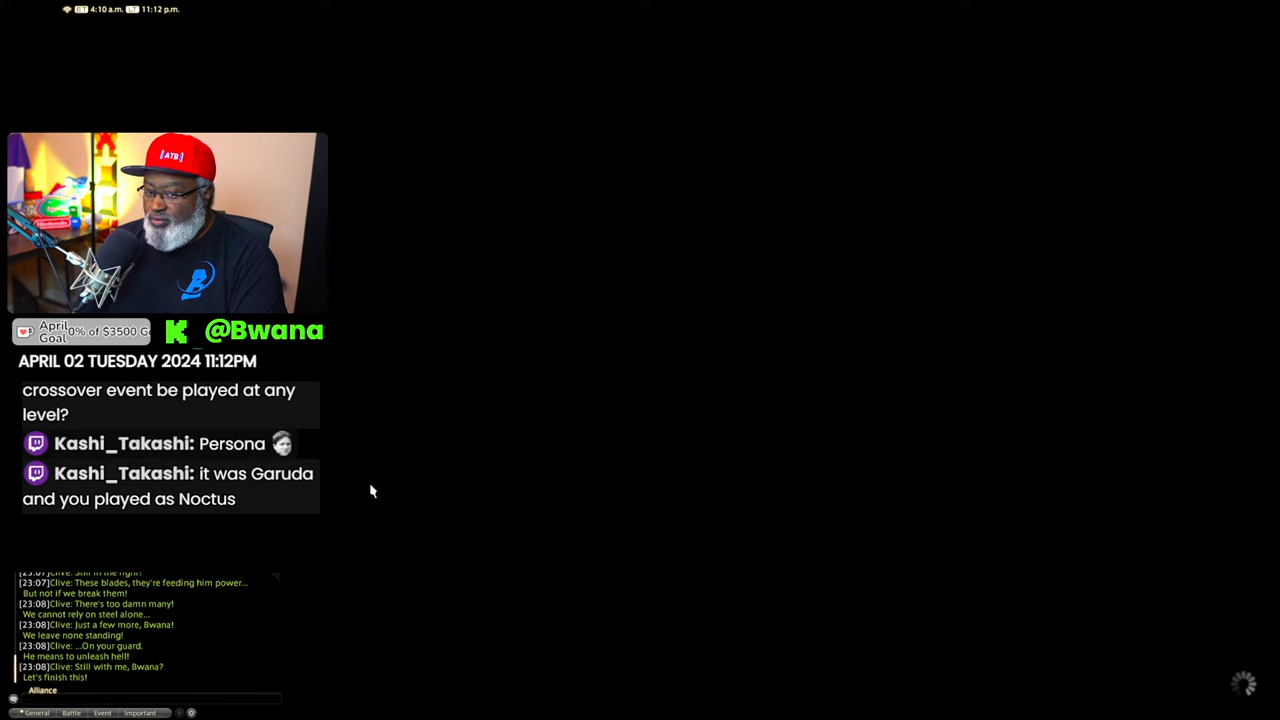 ET 4:10 a.m. LT 11:12 p.m.
ATB
Nintendo
April
Goal
0% of $3500 G
K @Bwana
APRIL 02 TUESDAY 2024 11:12PM
crossover event be played at any
level?
Kashi_Takashi: Persona
Kashi_Takashi: it was Garuda
and you played as Noctus
[23:07]Clive: These blades, they're feeding him power...
But not if we break them!
[23:08]Clive: There's too damn many!
We cannot rely on steel alone...
[23:08]Clive: Just a few more, Bwana!
We leave none standing!
[23:08]Clive: ...On your guard.
He means to unleash hell!
[23:08]Clive: Still with me, Bwana?
Let's finish this!
Alliance
General Battle Event Important